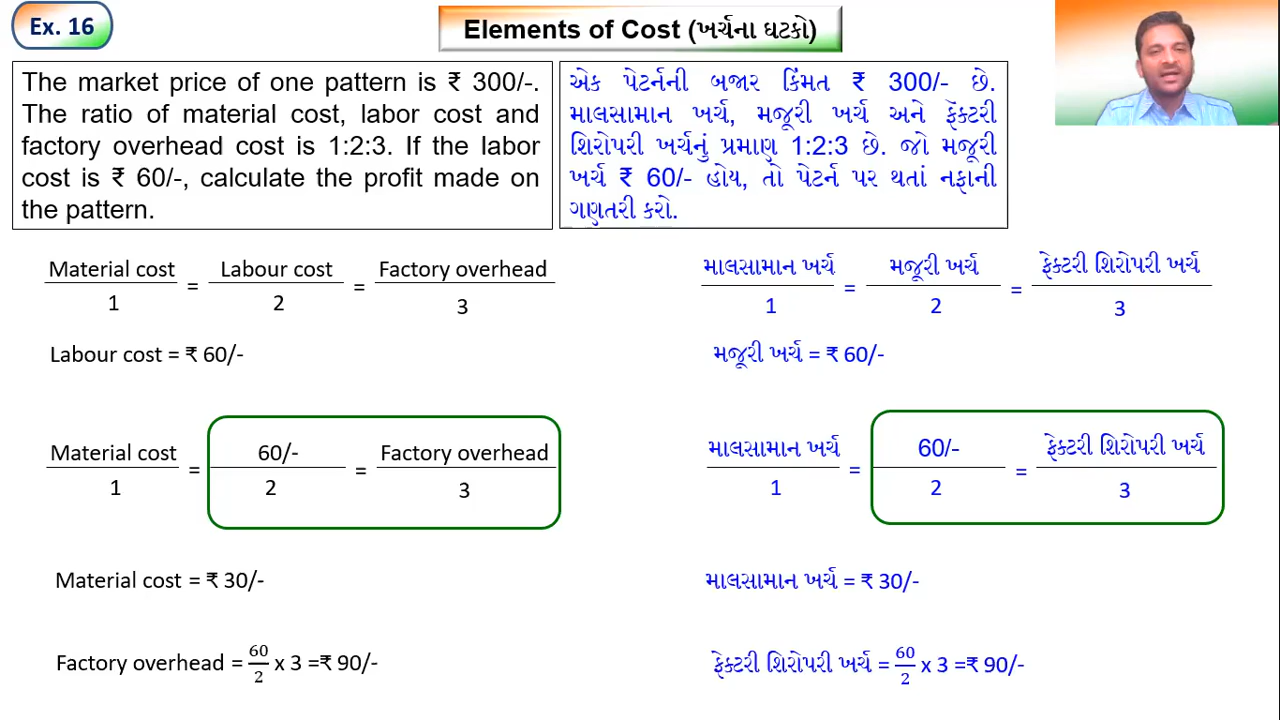 Ex. 16
Elements of Cost (ખર્ચના ઘટકો)
The market price of one pattern is ₹ 300/-.
The ratio of material cost, labor cost and
factory overhead cost is 1:2:3. If the labor
cost is ₹ 60/-, calculate the profit made on
the pattern.
એક પેટર્નની બજાર કિંમત ₹ 300/- છે.
માલસામાન ખર્ચ, મજૂરી ખર્ચ અને ફેંક્ટરી
શિરોપરી ખર્ચનું પ્રમાણ 1:2:3 છે. જો મજૂરી
ખર્ચ ₹ 60/- હોય, તો પેટર્ન પર થતાં નફાની
ગણતરી કરો.
Material cost / 1 = Labour cost / 2 = Factory overhead / 3
Labour cost = ₹ 60/-
Material cost / 1 = 60/- / 2 = Factory overhead / 3
Material cost = ₹ 30/-
Factory overhead = 60/2 x 3 =₹ 90/-
માલસામાન ખર્ચ / 1 = મજૂરી ખર્ચ / 2 = ફેક્ટરી શિરોપરી ખર્ચ / 3
મજૂરી ખર્ચ = ₹ 60/-
માલસામાન ખર્ચ / 1 = 60/- / 2 = ફેક્ટરી શિરોપરી ખર્ચ / 3
માલસામાન ખર્ચ = ₹ 30/-
ફેક્ટરી શિરોપરી ખર્ચ = 60/2 x 3 =₹ 90/-